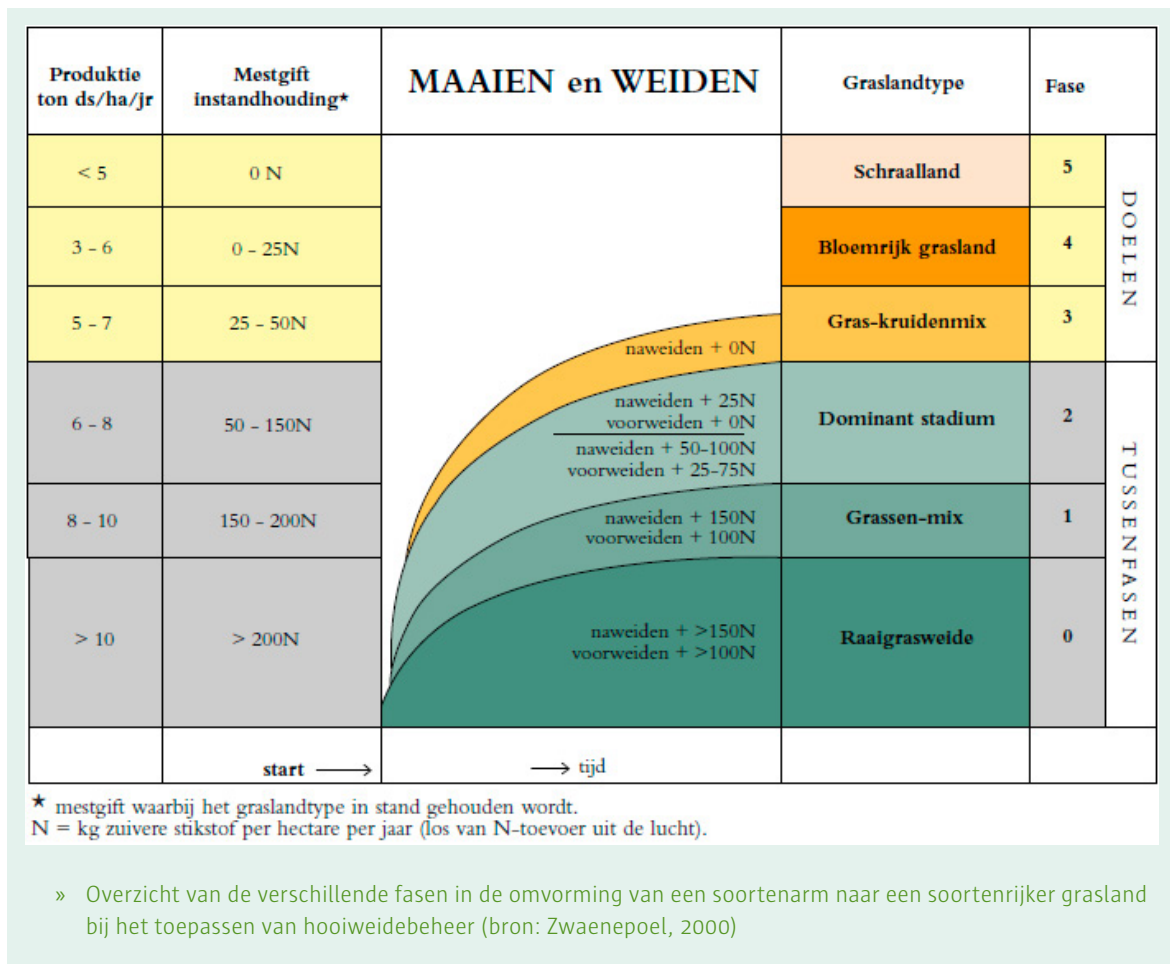 Produktie
ton ds/ha/jr
Mestgift
instandhouding★
MAAIEN en WEIDEN
Graslandtype
Fase
< 5
0 N
Schraalland
5
3 – 6
0 – 25N
Bloemrijk grasland
4
5 – 7
25 – 50N
naweiden + 0N
Gras-kruidenmix
3
DOELEN
6 – 8
50 – 150N
naweiden + 25N
voorweiden + 0N
naweiden + 50-100N
voorweiden + 25-75N
Dominant stadium
2
8 – 10
150 – 200N
naweiden + 150N
voorweiden + 100N
Grassen-mix
1
> 10
> 200N
naweiden + >150N
voorweiden + >100N
Raaigrasweide
0
TUSSENFASEN
start ⟶
⟶ tijd
★ mestgift waarbij het graslandtype in stand gehouden wordt.
N = kg zuivere stikstof per hectare per jaar (los van N-toevoer uit de lucht).
» Overzicht van de verschillende fasen in de omvorming van een soortenarm naar een soortenrijker grasland
bij het toepassen van hooiweidebeheer (bron: Zwaenepoel, 2000)